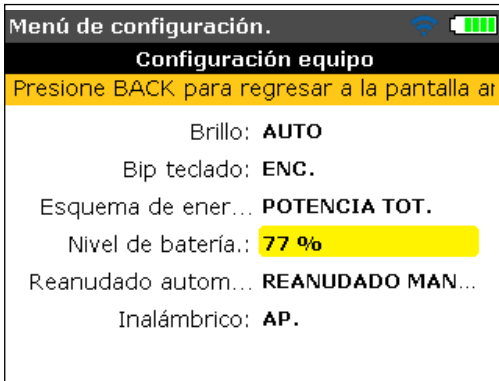 Menú de configuración.
Configuración equipo
Presione BACK para regresar a la pantalla
Brillo: AUTO
Bip teclado: ENC.
Esquema de ener... POTENCIA TOT.
Nivel de batería.: 77 %
Reanudado autom... REANUDADO MAN...
Inalámbrico: AP.